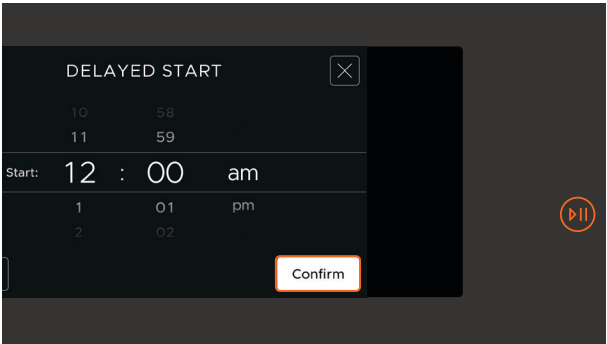 DELAYED START
10 58
11 59
Start: 12 : 00 am
1 01 pm
2 02
Confirm